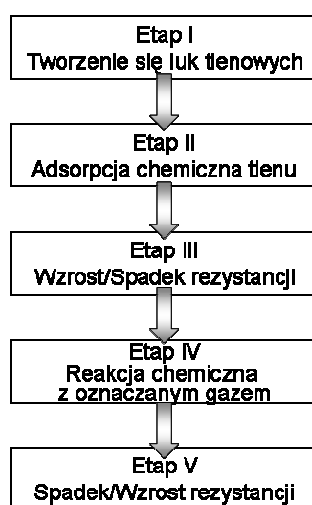 Etap I
Tworzenie się luk tlenowych
Etap II
Adsorpcja chemiczna tlenu
Etap III
Wzrost/Spadek rezystancji
Etap IV
Reakcja chemiczna
z oznaczanym gazem
Etap V
Spadek/Wzrost rezystancji